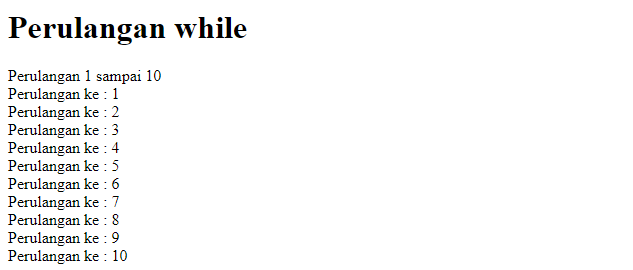 Perulangan while
Perulangan 1 sampai 10
Perulangan ke : 1
Perulangan ke : 2
Perulangan ke : 3
Perulangan ke : 4
Perulangan ke : 5
Perulangan ke : 6
Perulangan ke : 7
Perulangan ke : 8
Perulangan ke : 9
Perulangan ke : 10